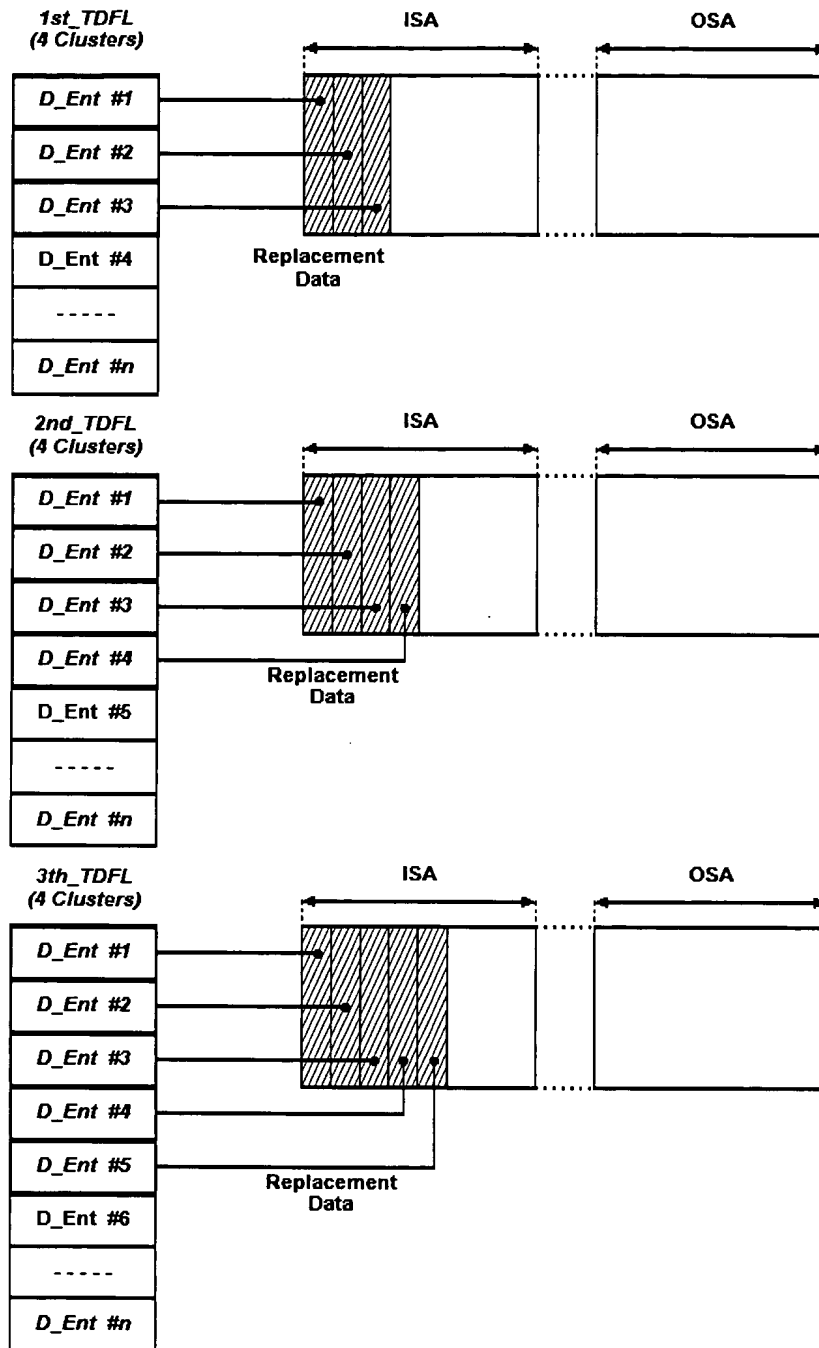 1st_TDFL
(4 Clusters)
ISA
OSA
D_Ent #1
D_Ent #2
D_Ent #3
D_Ent #4
- - - - -
D_Ent #n
Replacement
Data
2nd_TDFL
(4 Clusters)
ISA
OSA
D_Ent #1
D_Ent #2
D_Ent #3
D_Ent #4
D_Ent #5
- - - - -
D_Ent #n
Replacement
Data
3th_TDFL
(4 Clusters)
ISA
OSA
D_Ent #1
D_Ent #2
D_Ent #3
D_Ent #4
D_Ent #5
D_Ent #6
- - - - -
D_Ent #n
Replacement
Data